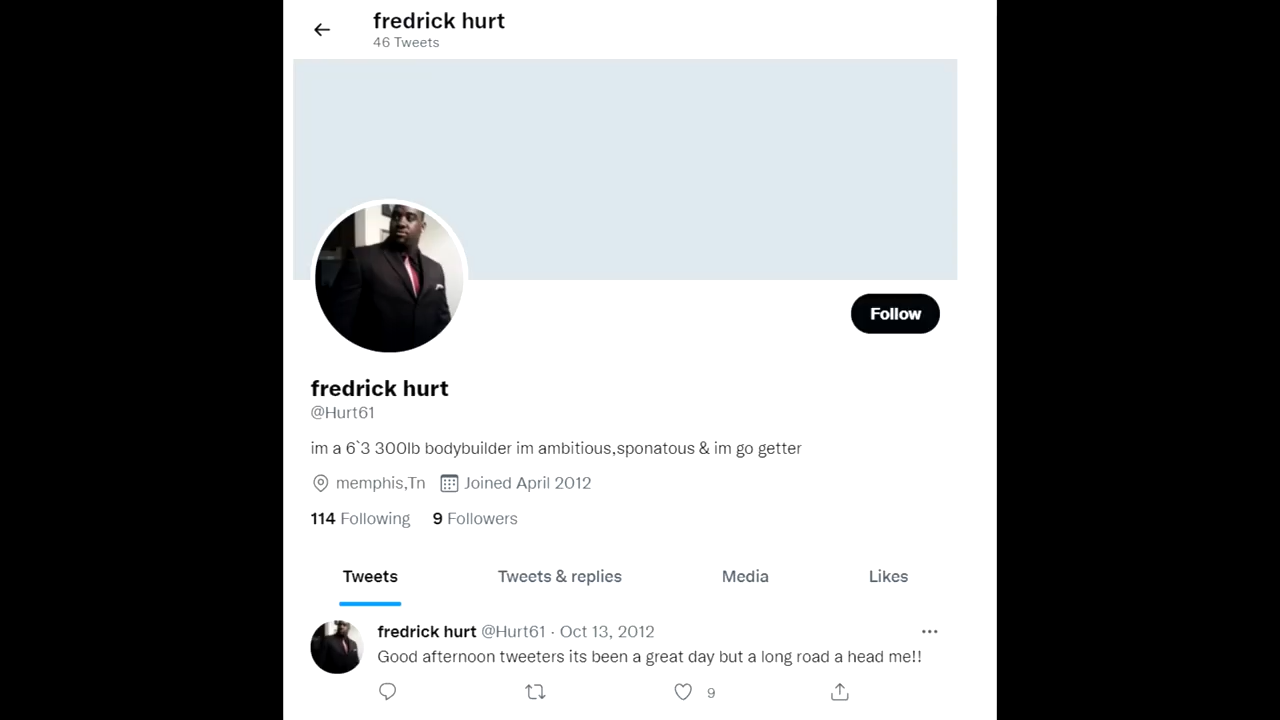 fredrick hurt
46 Tweets
Follow
fredrick hurt
@Hurt61
im a 6`3 300lb bodybuilder im ambitious,sponatous & im go getter
memphis,Tn Joined April 2012
114 Following 9 Followers
Tweets Tweets & replies Media Likes
fredrick hurt @Hurt61 · Oct 13, 2012
Good afternoon tweeters its been a great day but a long road a head me!!
9